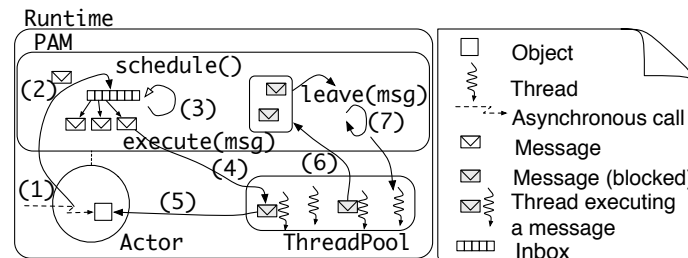 Runtime
PAM
(2)
schedule()
(3)
leave(msg)
(7)
execute(msg)
(4)
(6)
(1)
(5)
Actor
ThreadPool
Object
Thread
Asynchronous call
Message
Message (blocked)
Thread executing
a message
Inbox